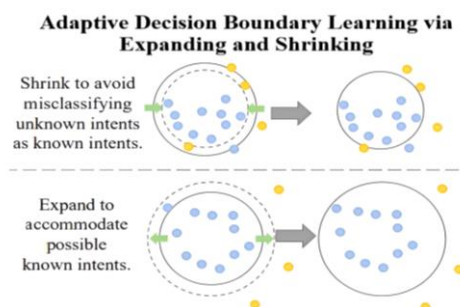 Adaptive Decision Boundary Learning via
Expanding and Shrinking
Shrink to avoid
misclassifying
unknown intents
as known intents.
Expand to
accommodate
possible
known intents.